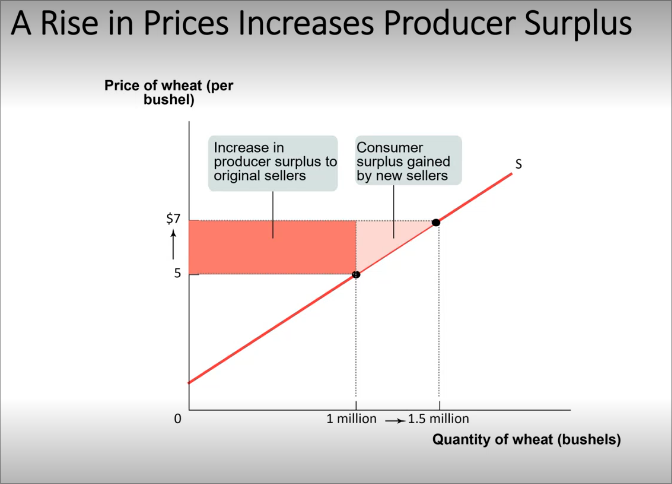 A Rise in Prices Increases Producer Surplus
Price of wheat (per
bushel)
Increase in
producer surplus to
original sellers
Consumer
surplus gained
by new sellers
S
$7
5
0
1 million
1.5 million
Quantity of wheat (bushels)